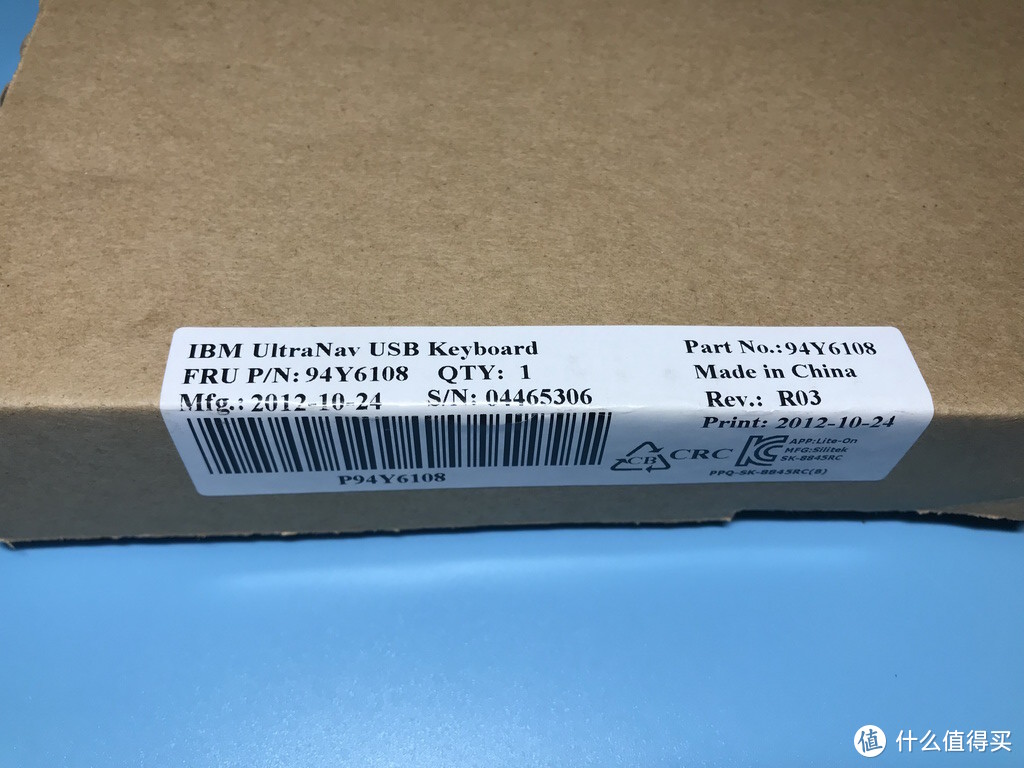 IBM UltraNav USB Keyboard
Part No.:94Y6108
FRU P/N: 94Y6108 QTY: 1
Made in China
Mfg.: 2012-10-24 S/N: 04465306
Rev.: R03
Print: 2012-10-24
P94Y6108
CB
CRC
KC
APP:Lite-On
MFG:Silitek
SK-8845RC
PPQ-SK-8845RC(B)
值 什么值得买